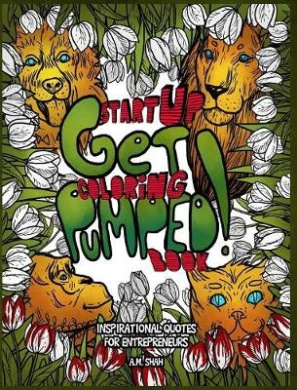 START UP
GET
COLORING
PUMPED!
BOOK
INSPIRATIONAL QUOTES
FOR ENTREPRENEURS
A.M. SHAH